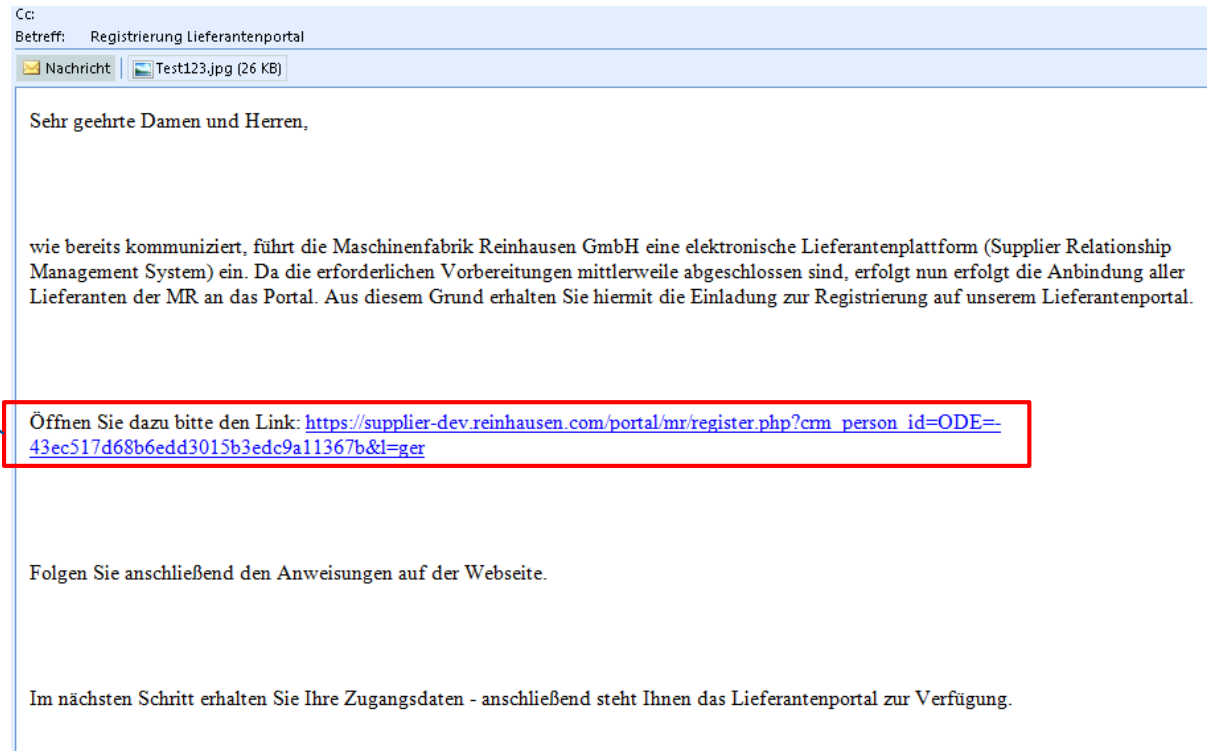 Cc:
Betreff: Registrierung Lieferantenportal
Nachricht Test123.jpg (26 KB)
Sehr geehrte Damen und Herren,
wie bereits kommuniziert, führt die Maschinenfabrik Reinhausen GmbH eine elektronische Lieferantenplattform (Supplier Relationship
Management System) ein. Da die erforderlichen Vorbereitungen mittlerweile abgeschlossen sind, erfolgt nun erfolgt die Anbindung aller
Lieferanten der MR an das Portal. Aus diesem Grund erhalten Sie hiermit die Einladung zur Registrierung auf unserem Lieferantenportal.
Öffnen Sie dazu bitte den Link: https://supplier-dev.reinhausen.com/portal/mr/register.php?crm_person_id=ODE=-
43ec517d68b6edd3015b3edc9a11367b&l=ger
Folgen Sie anschließend den Anweisungen auf der Webseite.
Im nächsten Schritt erhalten Sie Ihre Zugangsdaten - anschließend steht Ihnen das Lieferantenportal zur Verfügung.